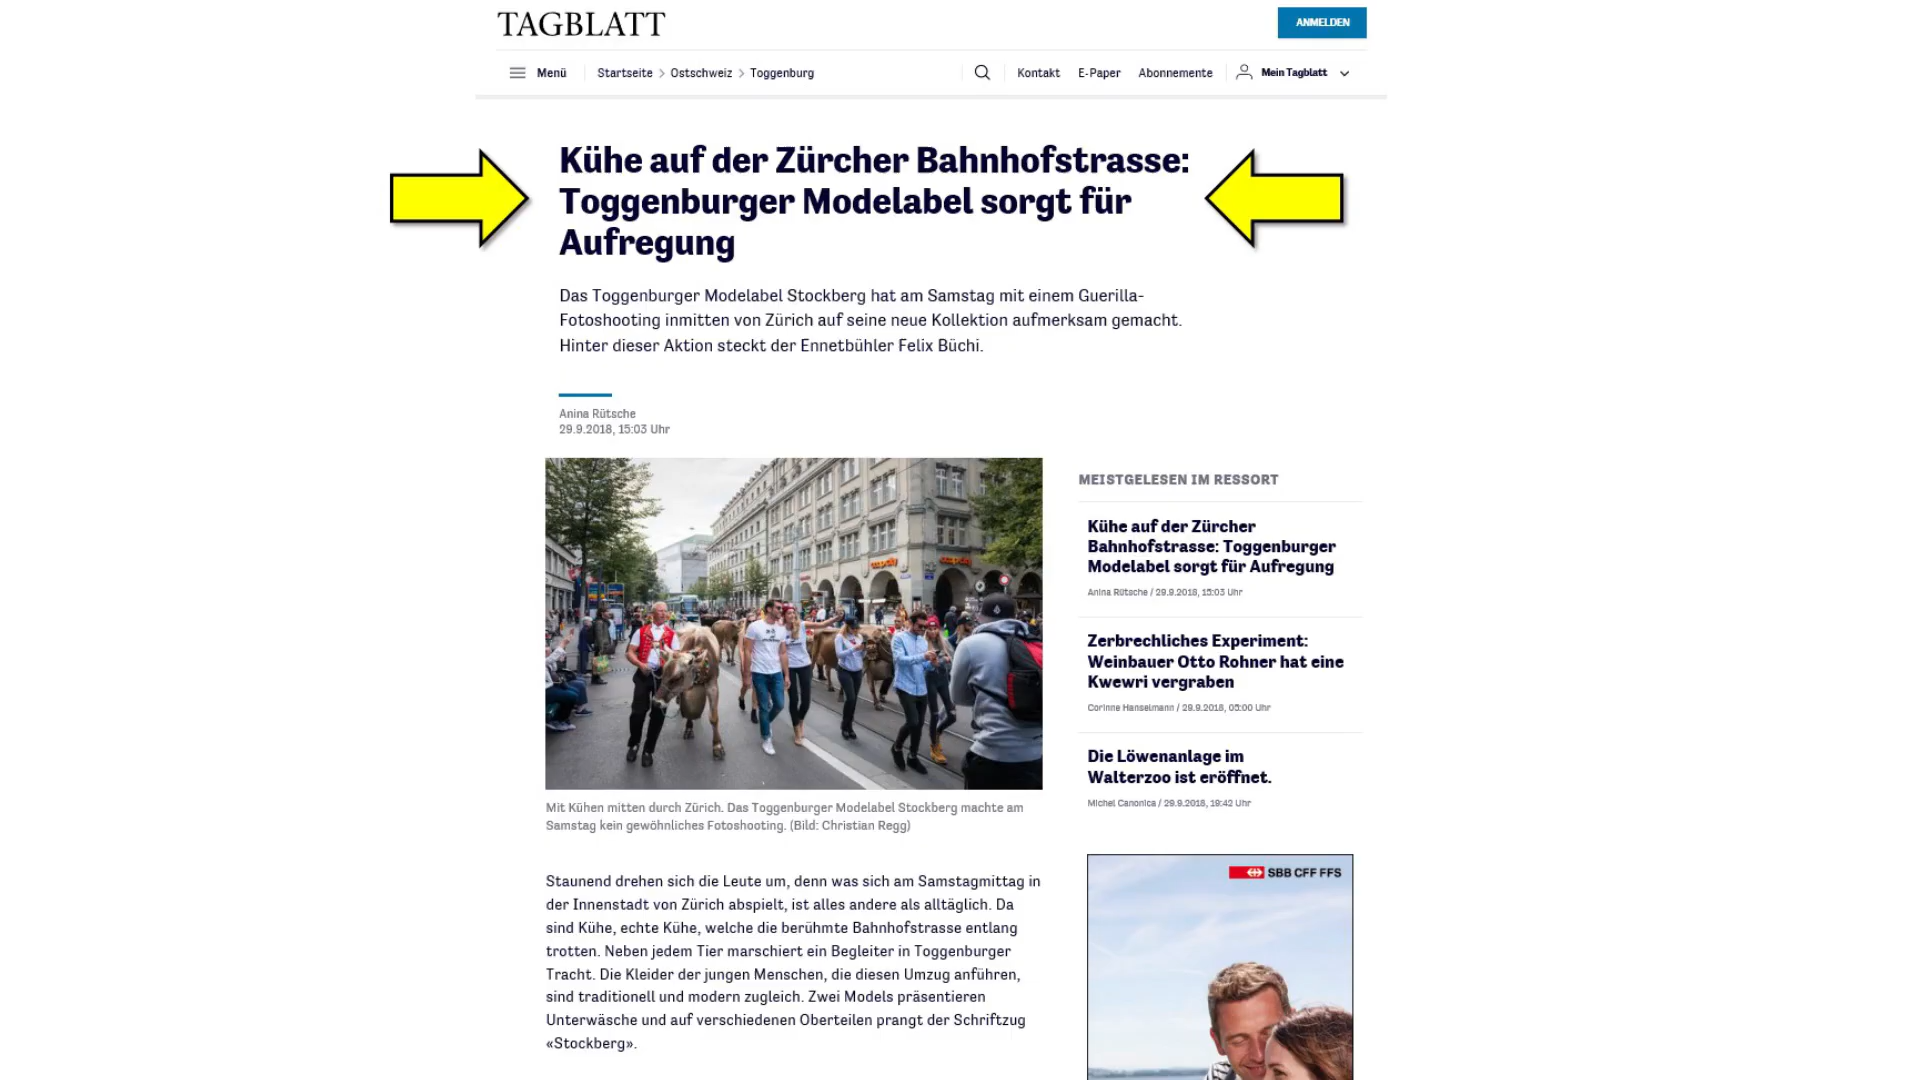 TAGBLATT
ANMELDEN
Menü
Startseite > Ostschweiz > Toggenburg
Kontakt
E-Paper
Abonnemente
Mein Tagblatt
Kühe auf der Zürcher Bahnhofstrasse:
Toggenburger Modelabel sorgt für
Aufregung
Das Toggenburger Modelabel Stockberg hat am Samstag mit einem Guerilla-
Fotoshooting inmitten von Zürich auf seine neue Kollektion aufmerksam gemacht.
Hinter dieser Aktion steckt der Ennetbühler Felix Büchi.
Anina Rütsche
29.9.2018, 15:03 Uhr
Mit Kühen mitten durch Zürich. Das Toggenburger Modelabel Stockberg machte am
Samstag kein gewöhnliches Fotoshooting. (Bild: Christian Regg)
Staunend drehen sich die Leute um, denn was sich am Samstagmittag in
der Innenstadt von Zürich abspielt, ist alles andere als alltäglich. Da
sind Kühe, echte Kühe, welche die berühmte Bahnhofstrasse entlang
trotten. Neben jedem Tier marschiert ein Begleiter in Toggenburger
Tracht. Die Kleider der jungen Menschen, die diesen Umzug anführen,
sind traditionell und modern zugleich. Zwei Models präsentieren
Unterwäsche und auf verschiedenen Oberteilen prangt der Schriftzug
«Stockberg».
MEISTGELESEN IM RESSORT
Kühe auf der Zürcher
Bahnhofstrasse: Toggenburger
Modelabel sorgt für Aufregung
Anina Rütsche / 29.9.2018, 15:03 Uhr
Zerbrechliches Experiment:
Weinbauer Otto Rohner hat eine
Kwewri vergraben
Corinne Hanselmann / 29.9.2018, 05:00 Uhr
Die Löwenanlage im
Walterzoo ist eröffnet.
Michel Canonica / 29.9.2018, 19:42 Uhr
SBB CFF FFS